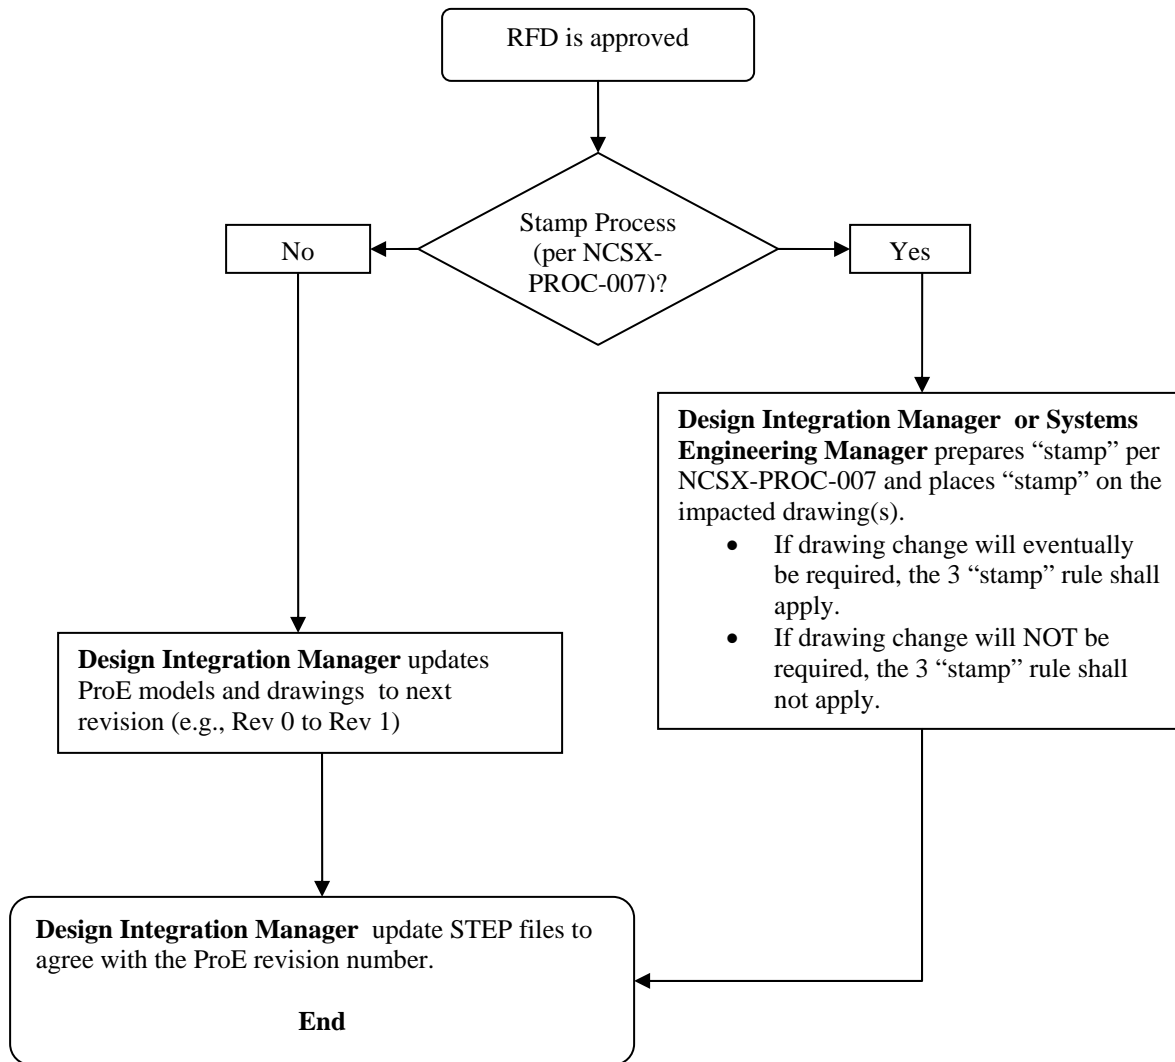 RFD is approved
Stamp Process
(per NCSX-
PROC-007)?
No
Yes
Design Integration Manager or Systems
Engineering Manager prepares “stamp” per
NCSX-PROC-007 and places “stamp” on the
impacted drawing(s).
• If drawing change will eventually
be required, the 3 “stamp” rule shall
apply.
• If drawing change will NOT be
required, the 3 “stamp” rule shall
not apply.
Design Integration Manager updates
ProE models and drawings to next
revision (e.g., Rev 0 to Rev 1)
Design Integration Manager update STEP files to
agree with the ProE revision number.
End